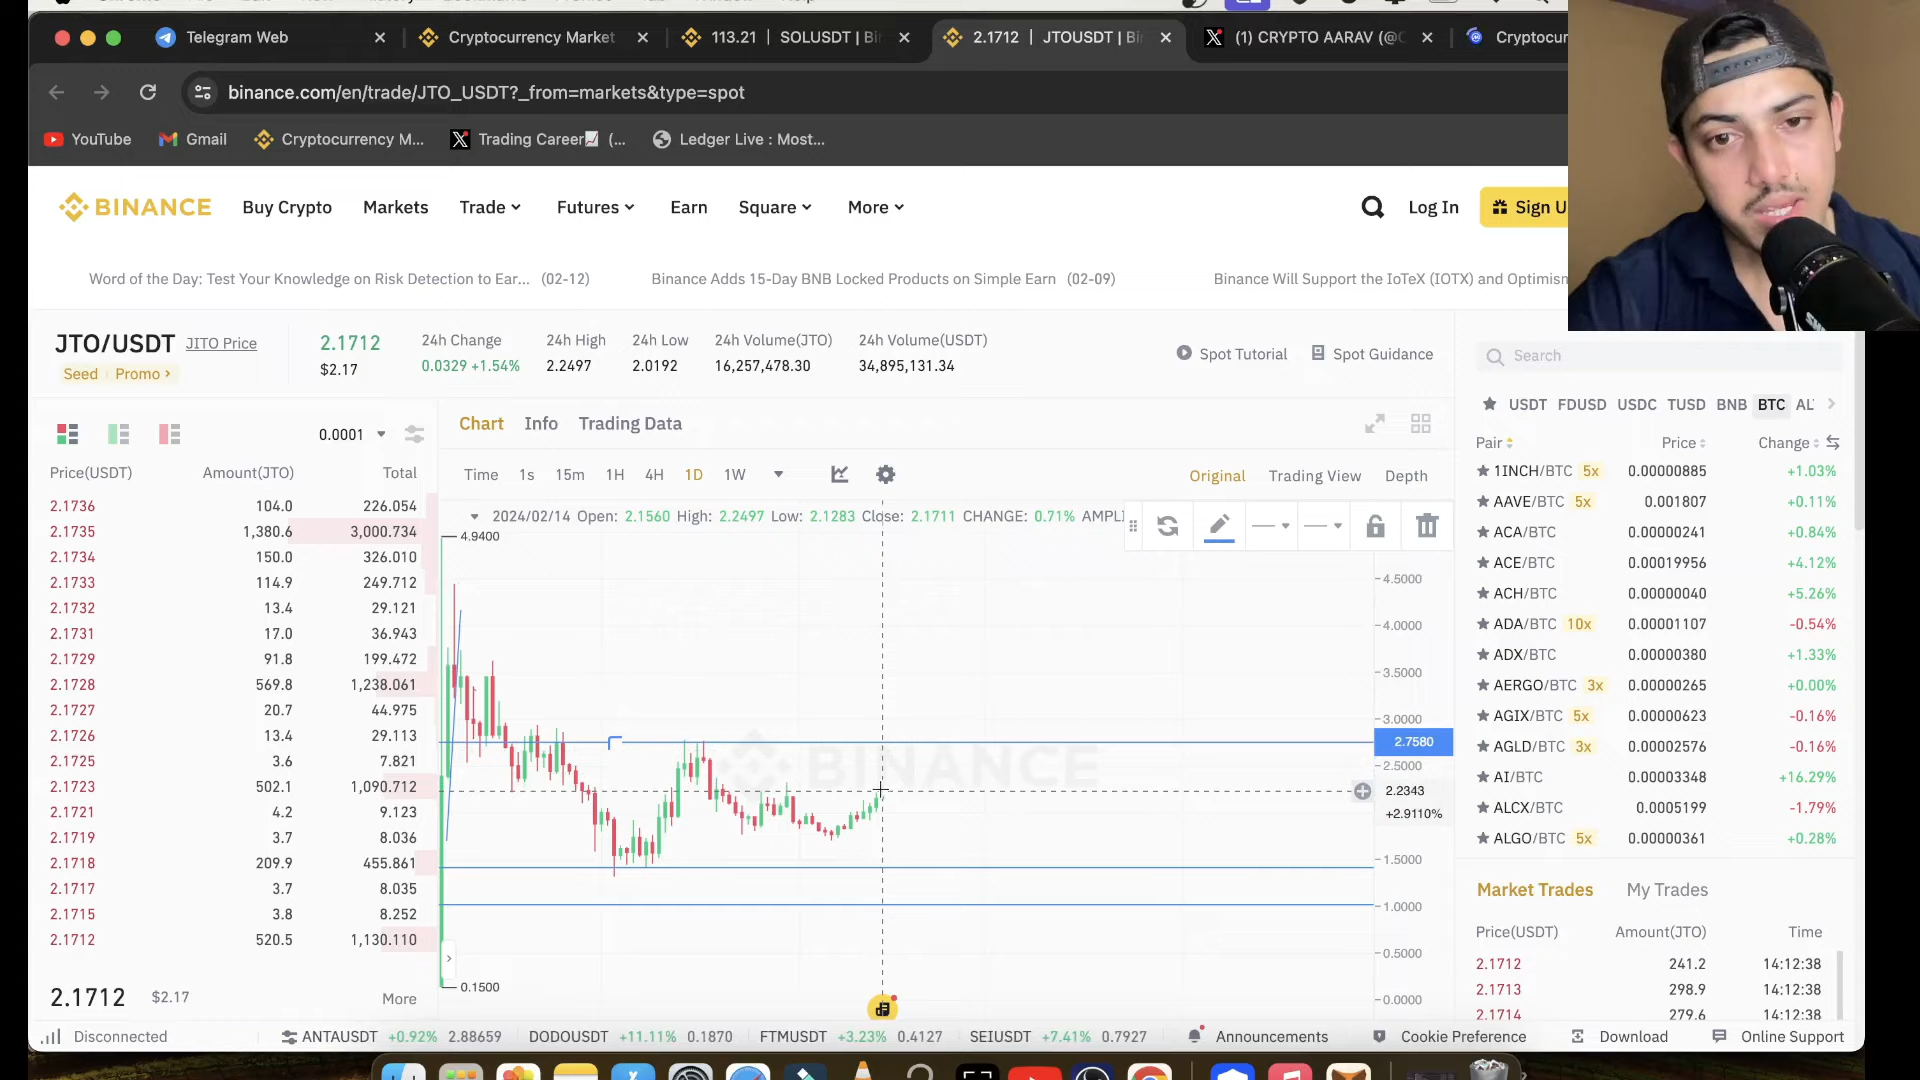 Telegram Web
Cryptocurrency Market
113.21 | SOLUSDT | Bi
2.1712 | JTOUSDT | Bi
(1) CRYPTO AARAV (@C
Cryptocur
binance.com/en/trade/JTO_USDT?_from=markets&type=spot
YouTube
Gmail
Cryptocurrency M...
Trading Career (...
Ledger Live : Most...
BINANCE
Buy Crypto
Markets
Trade
Futures
Earn
Square
More
Log In
Sign U
Word of the Day: Test Your Knowledge on Risk Detection to Ear... (02-12)
Binance Adds 15-Day BNB Locked Products on Simple Earn (02-09)
Binance Will Support the IoTeX (IOTX) and Optimism
JTO/USDT
JITO Price
Seed
Promo
2.1712
$2.17
24h Change
0.0329 +1.54%
24h High
2.2497
24h Low
2.0192
24h Volume(JTO)
16,257,478.30
24h Volume(USDT)
34,895,131.34
Spot Tutorial
Spot Guidance
0.0001
Price(USDT) Amount(JTO) Total
2.1736 104.0 226.054
2.1735 1,380.6 3,000.734
2.1734 150.0 326.010
2.1733 114.9 249.712
2.1732 13.4 29.121
2.1731 17.0 36.943
2.1729 91.8 199.472
2.1728 569.8 1,238.061
2.1727 20.7 44.975
2.1726 13.4 29.113
2.1725 3.6 7.821
2.1723 502.1 1,090.712
2.1721 4.2 9.123
2.1719 3.7 8.036
2.1718 209.9 455.861
2.1717 3.7 8.035
2.1715 3.8 8.252
2.1712 520.5 1,130.110
2.1712 $2.17 More
Chart
Info
Trading Data
Time 1s 15m 1H 4H 1D 1W
Original
Trading View
Depth
2024/02/14 Open: 2.1560 High: 2.2497 Low: 2.1283 Close: 2.1711 CHANGE: 0.71% AMPLI
4.9400
4.5000
4.0000
3.5000
3.0000
2.7580
2.5000
2.2343
+2.9110%
1.5000
1.0000
0.5000
0.0000
0.1500
BINANCE
Search
USDT FDUSD USDC TUSD BNB BTC AL
Pair Price Change
1INCH/BTC 5x 0.00000885 +1.03%
AAVE/BTC 5x 0.001807 +0.11%
ACA/BTC 0.00000241 +0.84%
ACE/BTC 0.00019956 +4.12%
ACH/BTC 0.00000040 +5.26%
ADA/BTC 10x 0.00001107 -0.54%
ADX/BTC 0.00000380 +1.33%
AERGO/BTC 3x 0.00000265 +0.00%
AGIX/BTC 5x 0.00000623 -0.16%
AGLD/BTC 3x 0.00002576 -0.16%
AI/BTC 0.00003348 +16.29%
ALCX/BTC 0.0005199 -1.79%
ALGO/BTC 5x 0.00000361 +0.28%
Market Trades
My Trades
Price(USDT) Amount(JTO) Time
2.1712 241.2 14:12:38
2.1713 298.9 14:12:38
2.1714 279.6 14:12:38
Disconnected
ANTAUSDT +0.92% 2.88659
DODOUSDT +11.11% 0.1870
FTMUSDT +3.23% 0.4127
SEIUSDT +7.41% 0.7927
Announcements
Cookie Preference
Download
Online Support